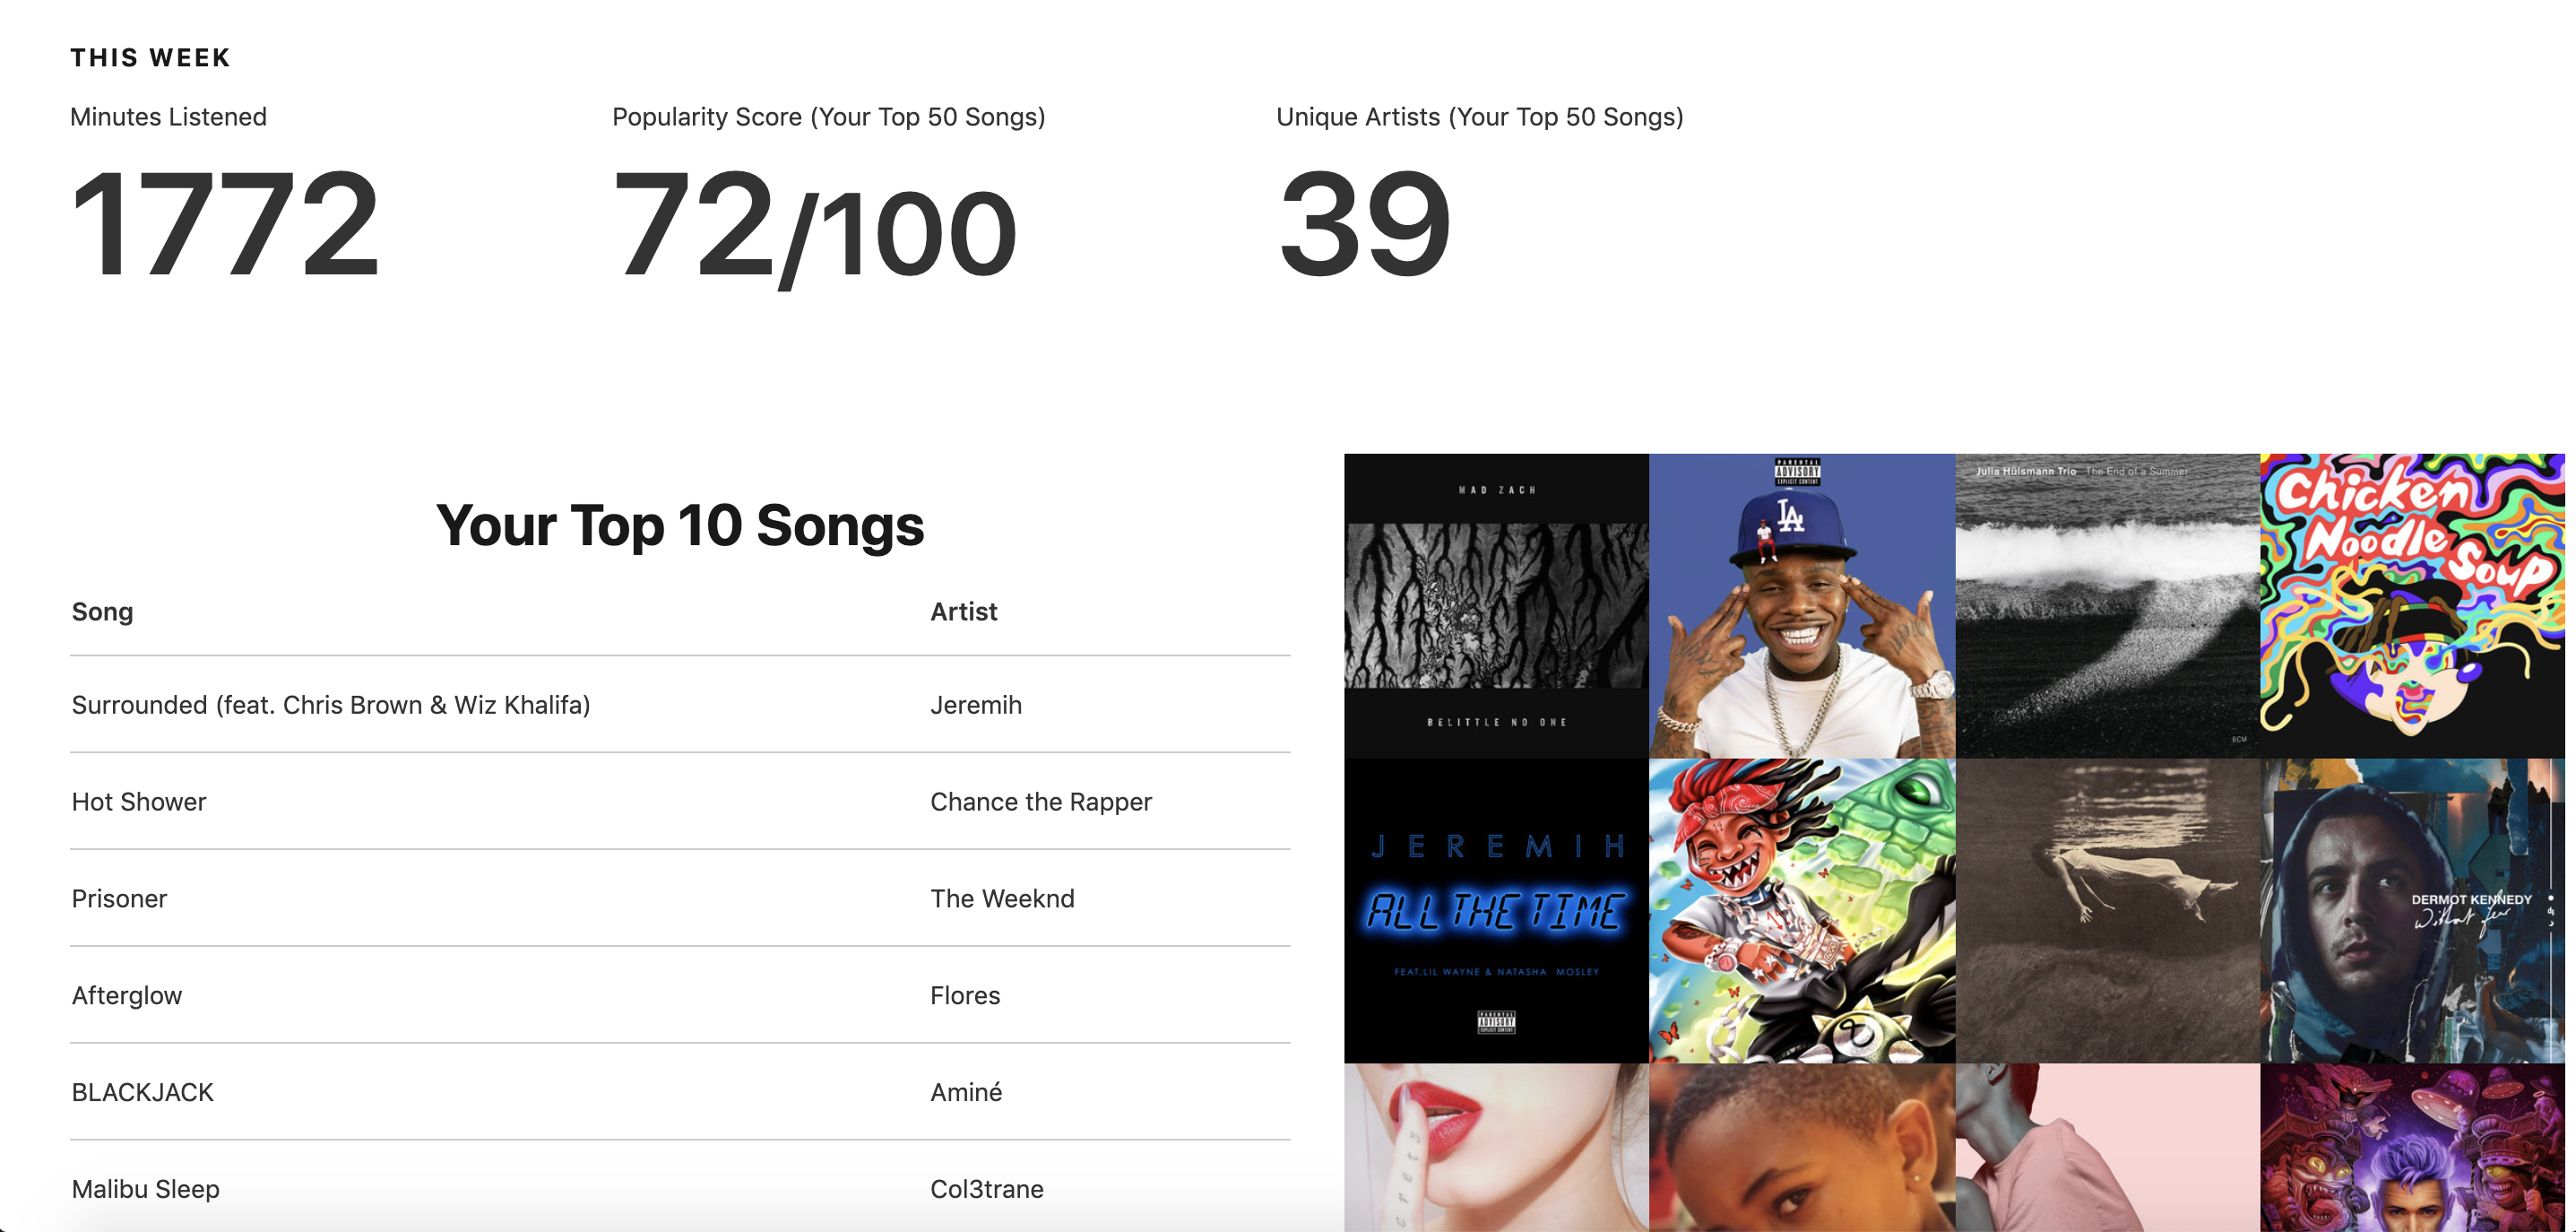 THIS WEEK
Minutes Listened
1772
Popularity Score (Your Top 50 Songs)
72/100
Unique Artists (Your Top 50 Songs)
39
Your Top 10 Songs
Song Artist
Surrounded (feat. Chris Brown & Wiz Khalifa) Jeremih
Hot Shower Chance the Rapper
Prisoner The Weeknd
Afterglow Flores
BLACKJACK Aminé
Malibu Sleep Col3trane
MAD ZACH
BELITTLE NO ONE
PARENTAL
ADVISORY
EXPLICIT CONTENT
LA
Julia Hülsmann Trio The End of a Summer
ECM
Chicken
Noodle
Soup
JEREMIH
ALL THE TIME
FEAT.LIL WAYNE & NATASHA MOSLEY
PARENTAL
ADVISORY
EXPLICIT CONTENT
DERMOT KENNEDY
Without Fear